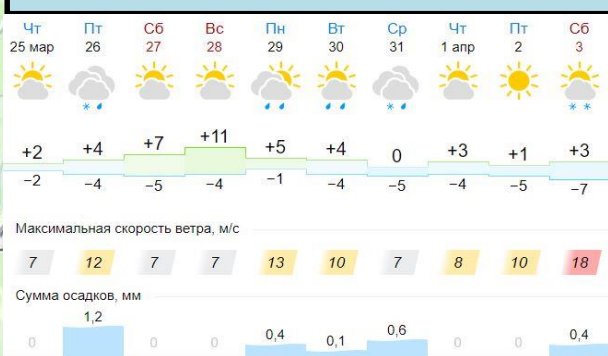 Чт Пт Сб Вс Пн Вт Ср Чт Пт Сб
25 мар 26 27 28 29 30 31 1 апр 2 3
+2 +4 +7 +11 +5 +4 0 +3 +1 +3
−2 −4 −5 −4 −1 −4 −5 −4 −5 −7
Максимальная скорость ветра, м/с
7 12 7 7 13 10 7 8 10 18
Сумма осадков, мм
0 1,2 0 0 0,4 0,1 0,6 0 0 0,4